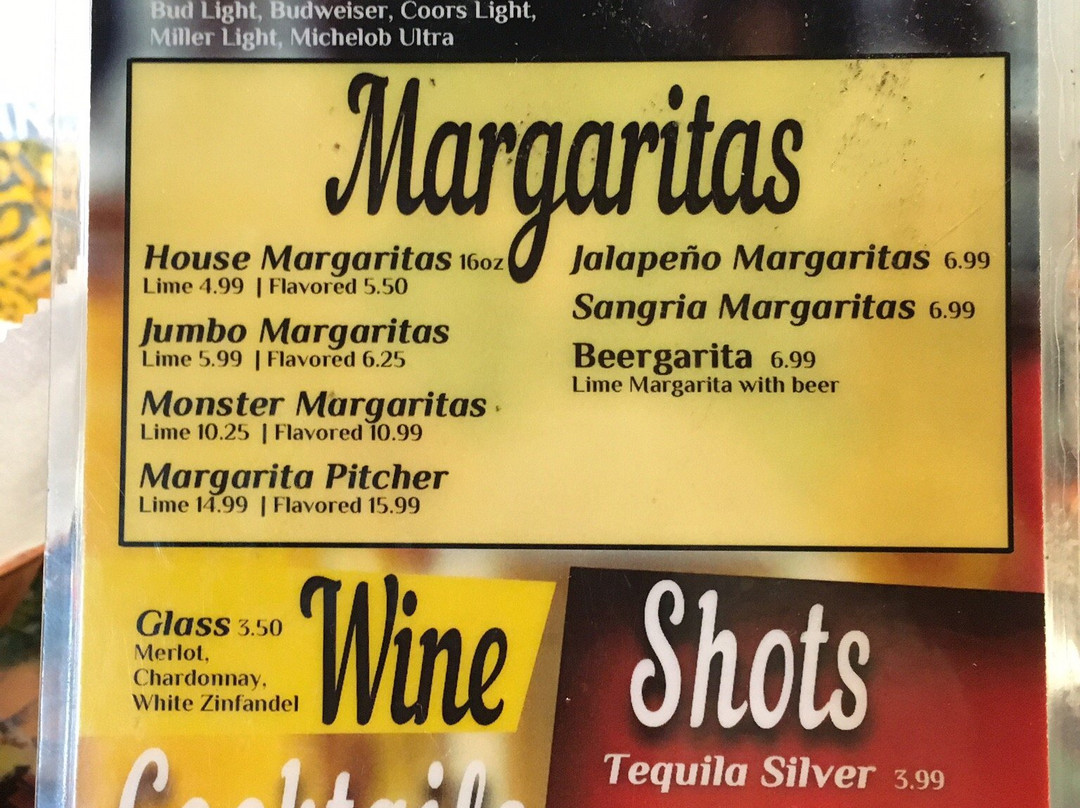 Bud Light, Budweiser, Coors Light,
Miller Light, Michelob Ultra
Margaritas
House Margaritas 16oz
Lime 4.99 | Flavored 5.50
Jumbo Margaritas
Lime 5.99 | Flavored 6.25
Monster Margaritas
Lime 10.25 | Flavored 10.99
Margarita Pitcher
Lime 14.99 | Flavored 15.99
Jalapeño Margaritas 6.99
Sangria Margaritas 6.99
Beergarita 6.99
Lime Margarita with beer
Wine
Glass 3.50
Merlot,
Chardonnay,
White Zinfandel
Shots
Tequila Silver 3.99
Cocktails